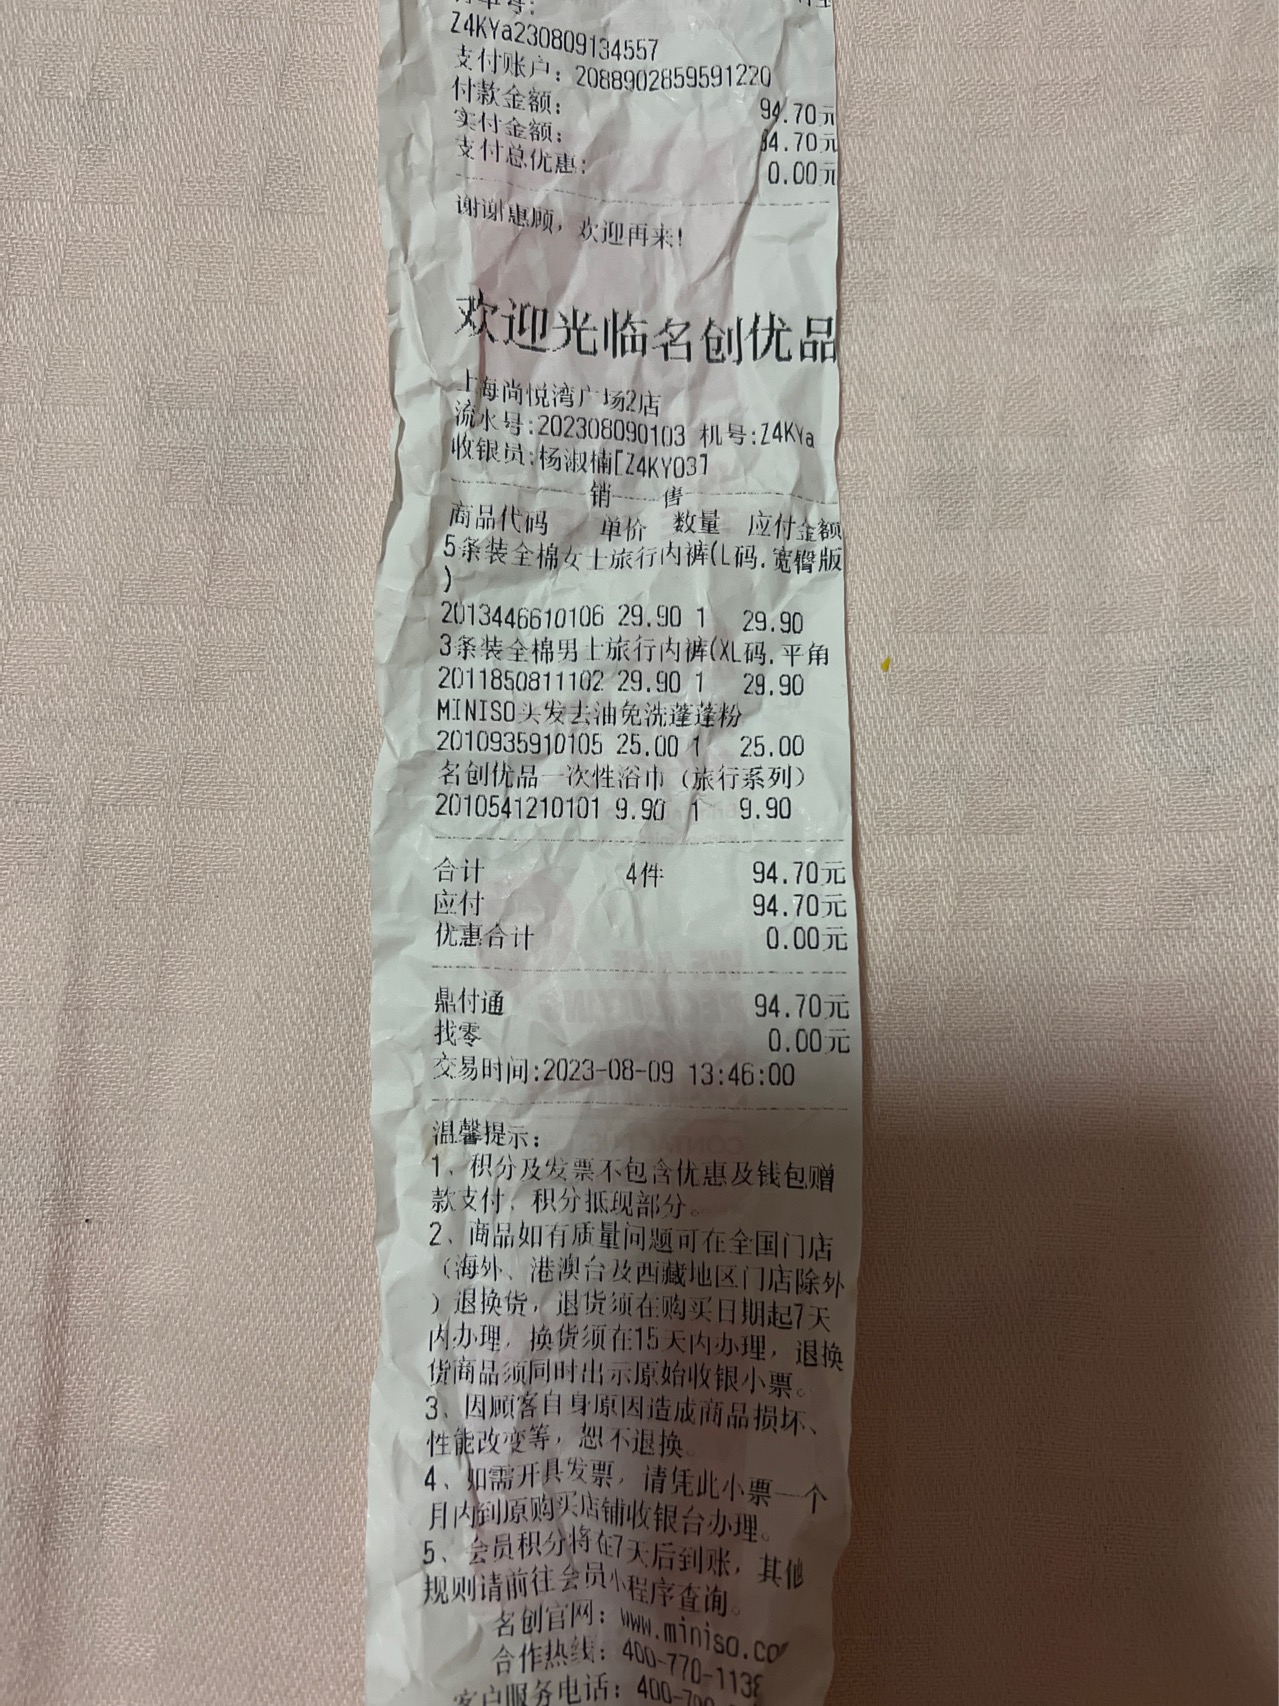 Z4KYa230809134557
支付账户：2088902859591220
付款金额： 94.70元
实付金额： 94.70元
支付总优惠： 0.00元
谢谢惠顾，欢迎再来！
欢迎光临名创优品
上海尚悦湾广场2店
流水号:202308090103 机号:Z4KYa
收银员:杨淑楠[Z4KY037
销 售
商品代码 单价 数量 应付金额
5条装全棉女士旅行内裤(L码.宽臀版
)
2013446610106 29.90 1 29.90
3条装全棉男士旅行内裤(XL码.平角
2011850811102 29.90 1 29.90
MINISO头发去油免洗蓬蓬粉
2010935910105 25.00 1 25.00
名创优品一次性浴巾（旅行系列）
2010541210101 9.90 1 9.90
合计 4件 94.70元
应付 94.70元
优惠合计 0.00元
鼎付通 94.70元
找零 0.00元
交易时间:2023-08-09 13:46:00
温馨提示：
1、积分及发票不包含优惠及钱包赠
款支付，积分抵现部分。
2、商品如有质量问题可在全国门店
（海外、港澳台及西藏地区门店除外
）退换货，退货须在购买日期起7天
内办理，换货须在15天内办理，退换
货商品须同时出示原始收银小票。
3、因顾客自身原因造成商品损坏、
性能改变等，恕不退换。
4、如需开具发票，请凭此小票一个
月内到原购买店铺收银台办理。
5、会员积分将在7天后到账，其他
规则请前往会员小程序查询。
名创官网：www.miniso.co
合作热线：400-770-113
客户服务电话：400-700